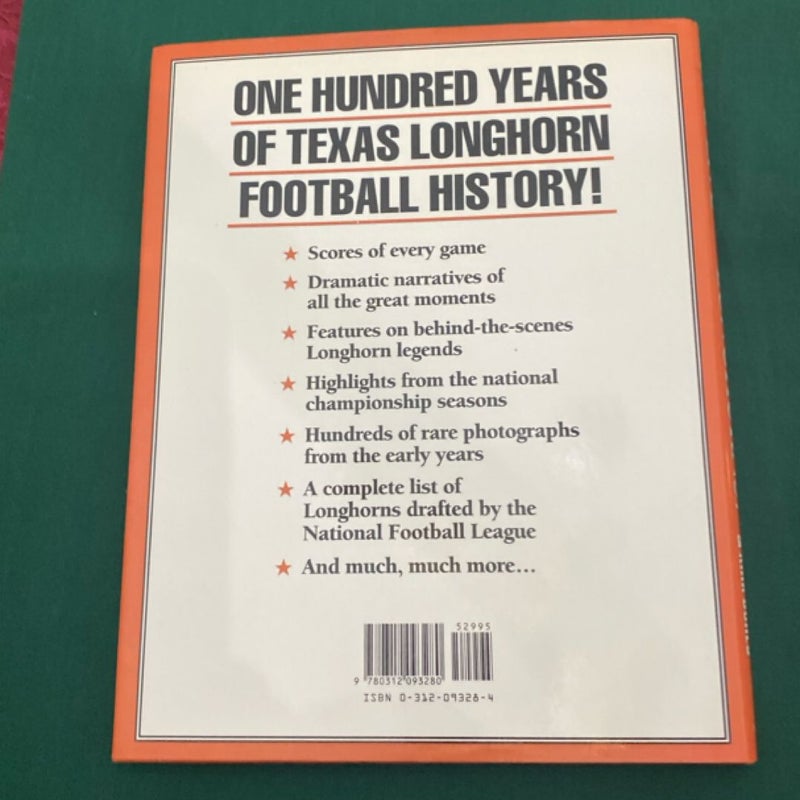 ONE HUNDRED YEARS
OF TEXAS LONGHORN
FOOTBALL HISTORY!
★ Scores of every game
★ Dramatic narratives of
all the great moments
★ Features on behind-the-scenes
Longhorn legends
★ Highlights from the national
championship seasons
★ Hundreds of rare photographs
from the early years
★ A complete list of
Longhorns drafted by the
National Football League
★ And much, much more...
52995
9 780312 093280
ISBN 0-312-09328-4